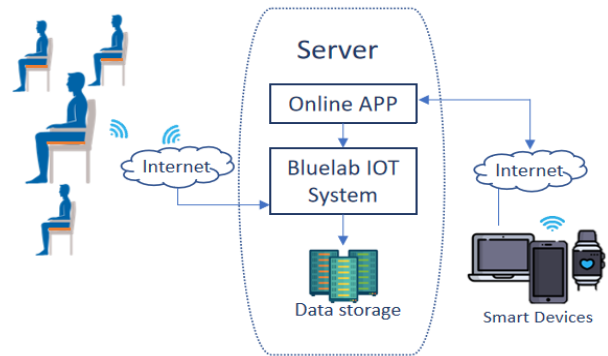 Server
Online APP
Internet
Bluelab IOT
System
Internet
Data storage
Smart Devices